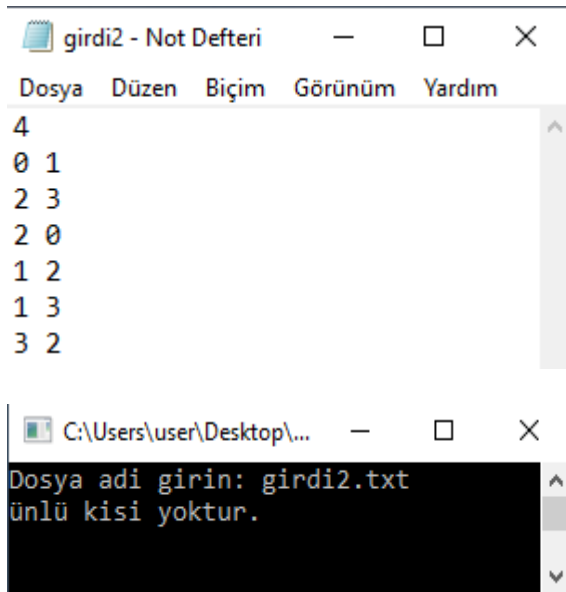 girdi2 - Not Defteri
Dosya Düzen Biçim Görünüm Yardım
4
0 1
2 3
2 0
1 2
1 3
3 2
C:\Users\user\Desktop\...
Dosya adi girin: girdi2.txt
ünlü kisi yoktur.